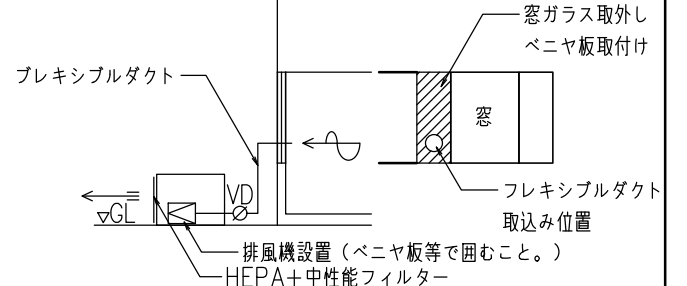 窓ガラス取外し
ベニヤ板取付け
ブレキシブルダクト
窓
フレキシブルダクト
取込み位置
VD
▽GL
排風機設置（ベニヤ板等で囲むこと。）
HEPA+中性能フィルター